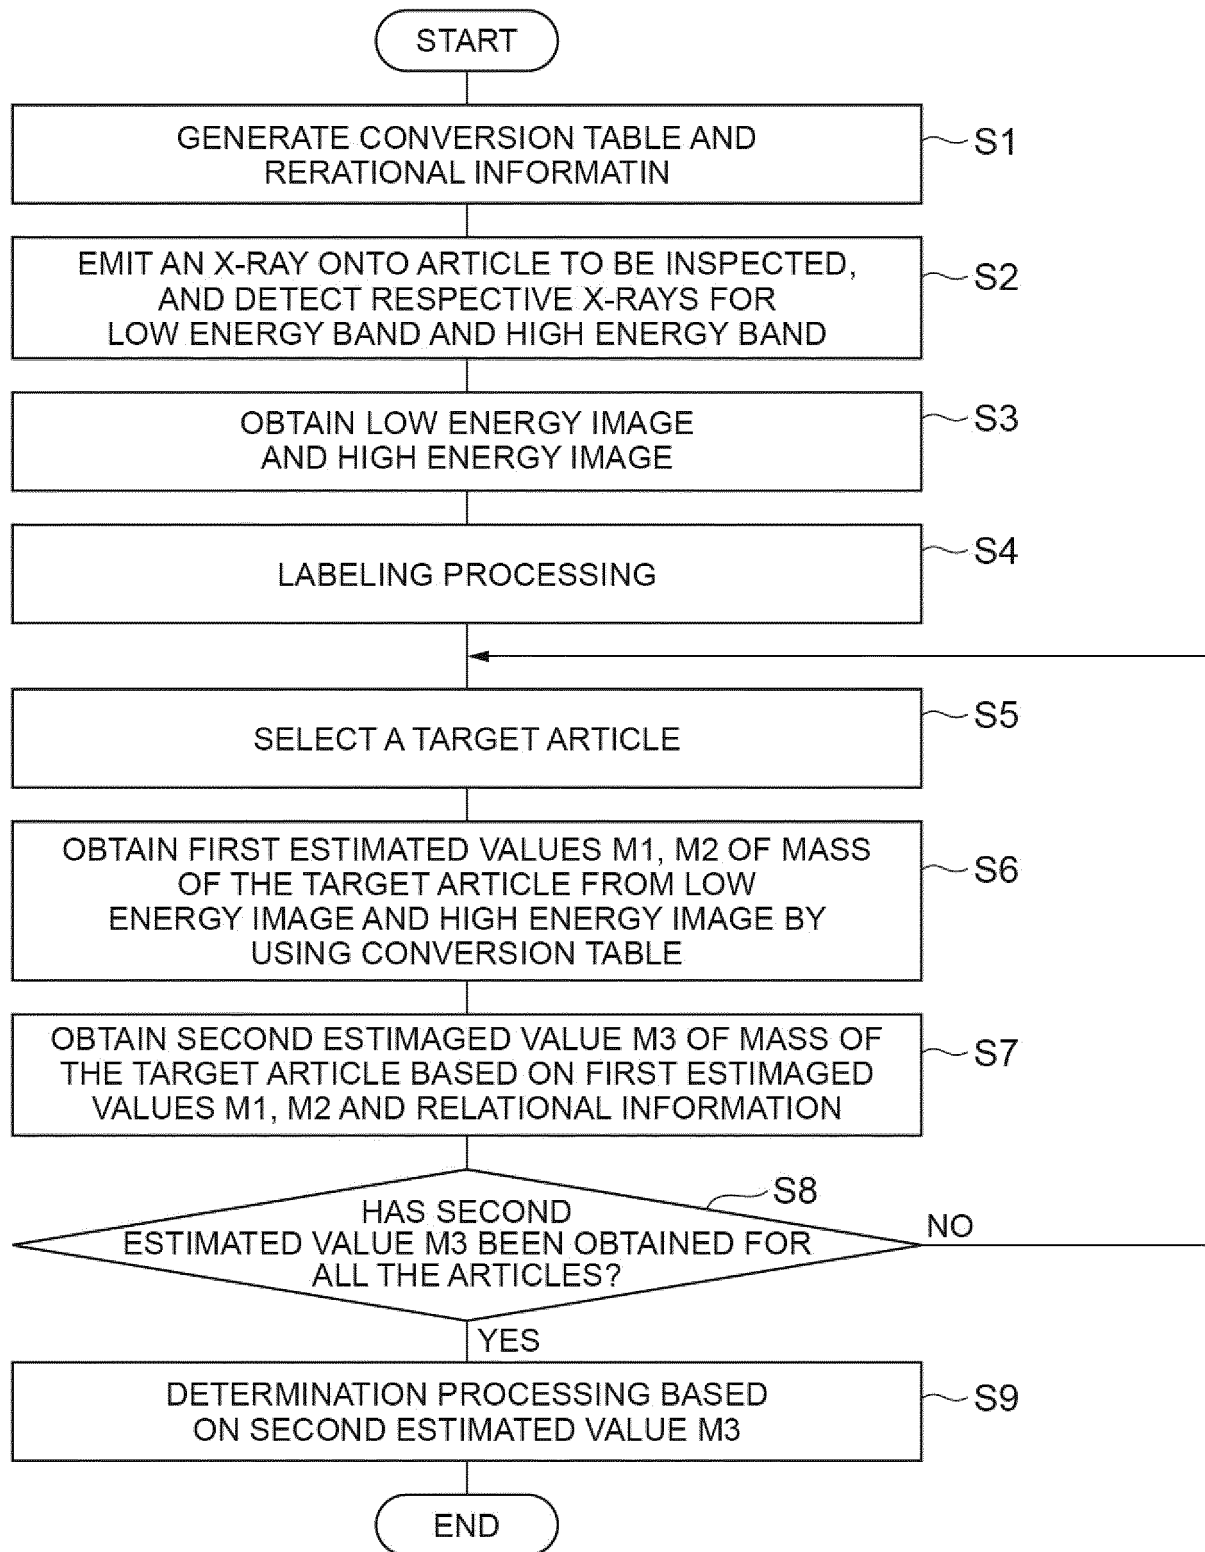 START
GENERATE CONVERSION TABLE AND
RERATIONAL INFORMATIN
S1
EMIT AN X-RAY ONTO ARTICLE TO BE INSPECTED,
AND DETECT RESPECTIVE X-RAYS FOR
LOW ENERGY BAND AND HIGH ENERGY BAND
S2
OBTAIN LOW ENERGY IMAGE
AND HIGH ENERGY IMAGE
S3
LABELING PROCESSING
S4
SELECT A TARGET ARTICLE
S5
OBTAIN FIRST ESTIMATED VALUES M1, M2 OF MASS
OF THE TARGET ARTICLE FROM LOW
ENERGY IMAGE AND HIGH ENERGY IMAGE BY
USING CONVERSION TABLE
S6
OBTAIN SECOND ESTIMAGED VALUE M3 OF MASS OF
THE TARGET ARTICLE BASED ON FIRST ESTIMAGED
VALUES M1, M2 AND RELATIONAL INFORMATION
S7
HAS SECOND
ESTIMATED VALUE M3 BEEN OBTAINED FOR
ALL THE ARTICLES?
S8
NO
YES
DETERMINATION PROCESSING BASED
ON SECOND ESTIMATED VALUE M3
S9
END